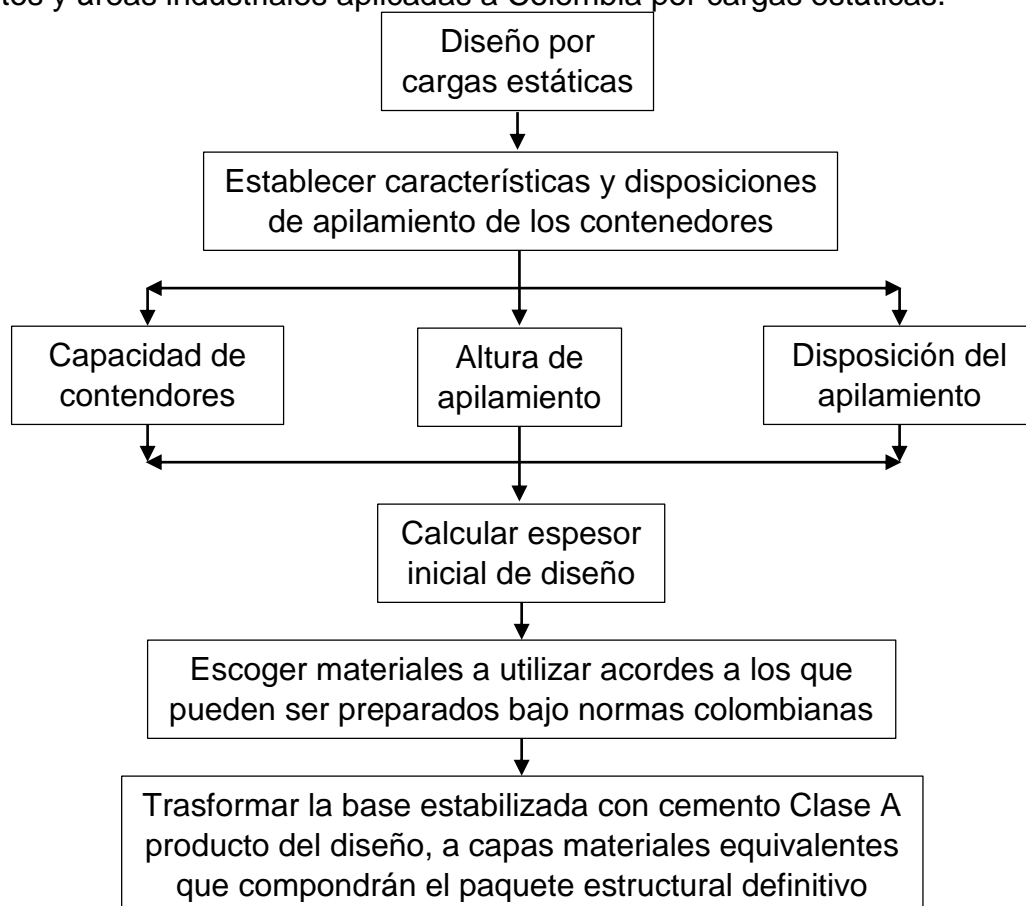 y áreas industriales aplicadas a Colombia por cargas estáticas.
Diseño por
cargas estáticas
Establecer características y disposiciones
de apilamiento de los contenedores
Capacidad de
contendores
Altura de
apilamiento
Disposición del
apilamiento
Calcular espesor
inicial de diseño
Escoger materiales a utilizar acordes a los que
pueden ser preparados bajo normas colombianas
Trasformar la base estabilizada con cemento Clase A
producto del diseño, a capas materiales equivalentes
que compondrán el paquete estructural definitivo